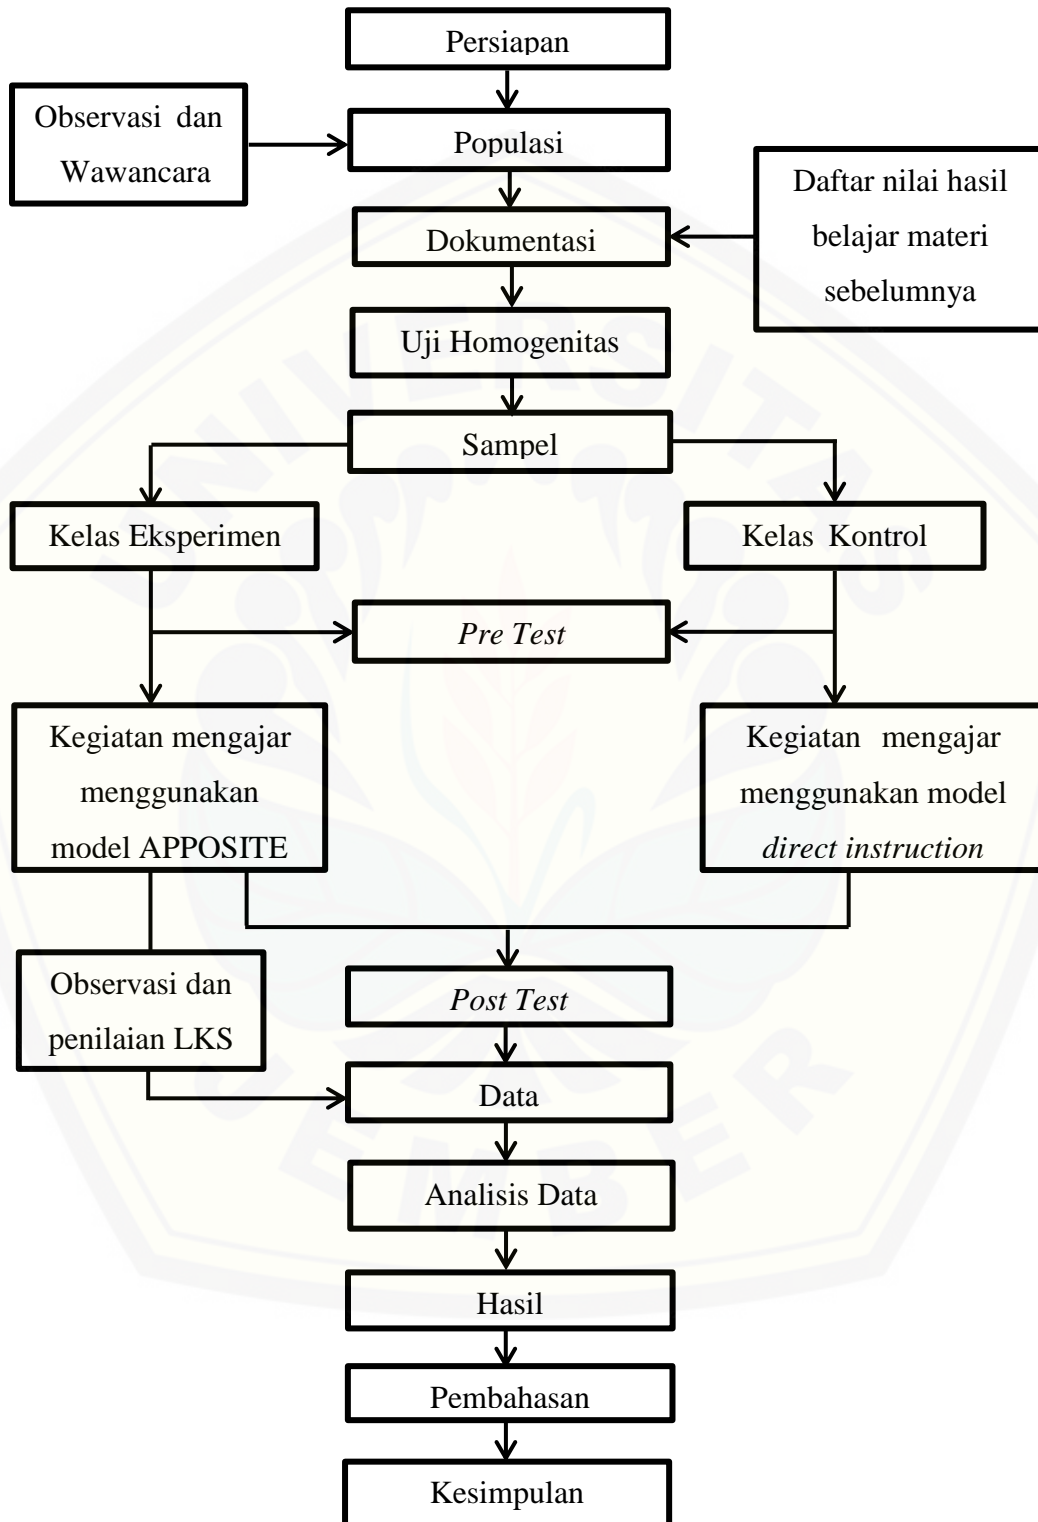 Persiapan
Observasi dan
Wawancara
Populasi
Daftar nilai hasil
belajar materi
sebelumnya
Dokumentasi
Uji Homogenitas
Sampel
Kelas Eksperimen
Kelas Kontrol
Pre Test
Kegiatan mengajar
menggunakan
model APPOSITE
Kegiatan mengajar
menggunakan model
direct instruction
Observasi dan
penilaian LKS
Post Test
Data
Analisis Data
Hasil
Pembahasan
Kesimpulan
UNIVERSITAS
JEMBER